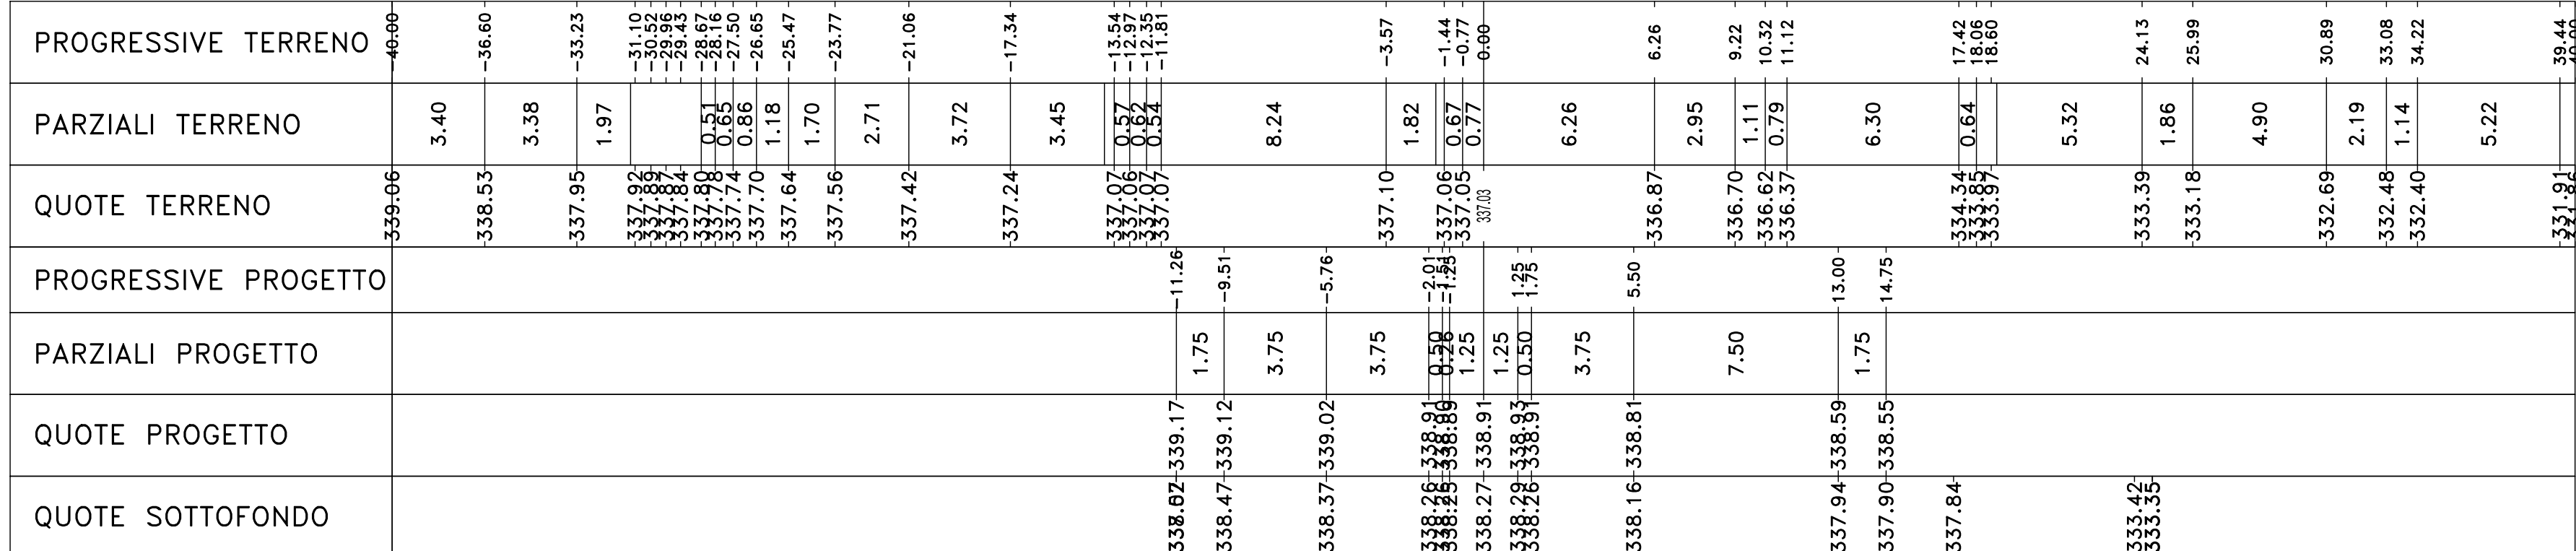 PROGRESSIVE TERRENO -40.00 -36.60 -33.23 -31.10 -30.52 -29.96 -29.43 -28.67 -28.16 -27.50 -26.65 -25.47 -23.77 -21.06 -17.34 -13.54 -12.97 -12.35 -11.81 -3.57 -1.44 -0.77 0.00 6.26 9.22 10.32 11.12 17.42 18.06 18.60 24.13 25.99 30.89 33.08 34.22 39.44
PARZIALI TERRENO 3.40 3.38 1.97 0.51 0.65 0.86 1.18 1.70 2.71 3.72 3.45 0.57 0.62 0.54 8.24 1.82 0.67 0.77 6.26 2.95 1.11 0.79 6.30 0.64 5.32 1.86 4.90 2.19 1.14 5.22
QUOTE TERRENO 339.06 338.53 337.95 337.92 337.89 337.87 337.84 337.80 337.78 337.74 337.70 337.64 337.56 337.42 337.24 337.07 337.06 337.07 337.07 337.10 337.06 337.05 337.03 336.87 336.70 336.62 336.37 334.34 333.85 333.97 333.39 333.18 332.69 332.48 332.40 331.91
PROGRESSIVE PROGETTO -11.26 -9.51 -5.76 -2.01 -1.51 -1.25 1.25 1.75 5.50 13.00 14.75
PARZIALI PROGETTO 1.75 3.75 3.75 0.50 0.26 1.25 1.25 0.50 3.75 7.50 1.75
QUOTE PROGETTO 339.17 339.12 339.02 338.91 338.90 338.89 338.91 338.93 338.91 338.81 338.59 338.55
QUOTE SOTTOFONDO 338.47 338.37 338.26 338.25 338.27 338.29 338.26 338.16 337.94 337.90 337.84 333.42 333.35